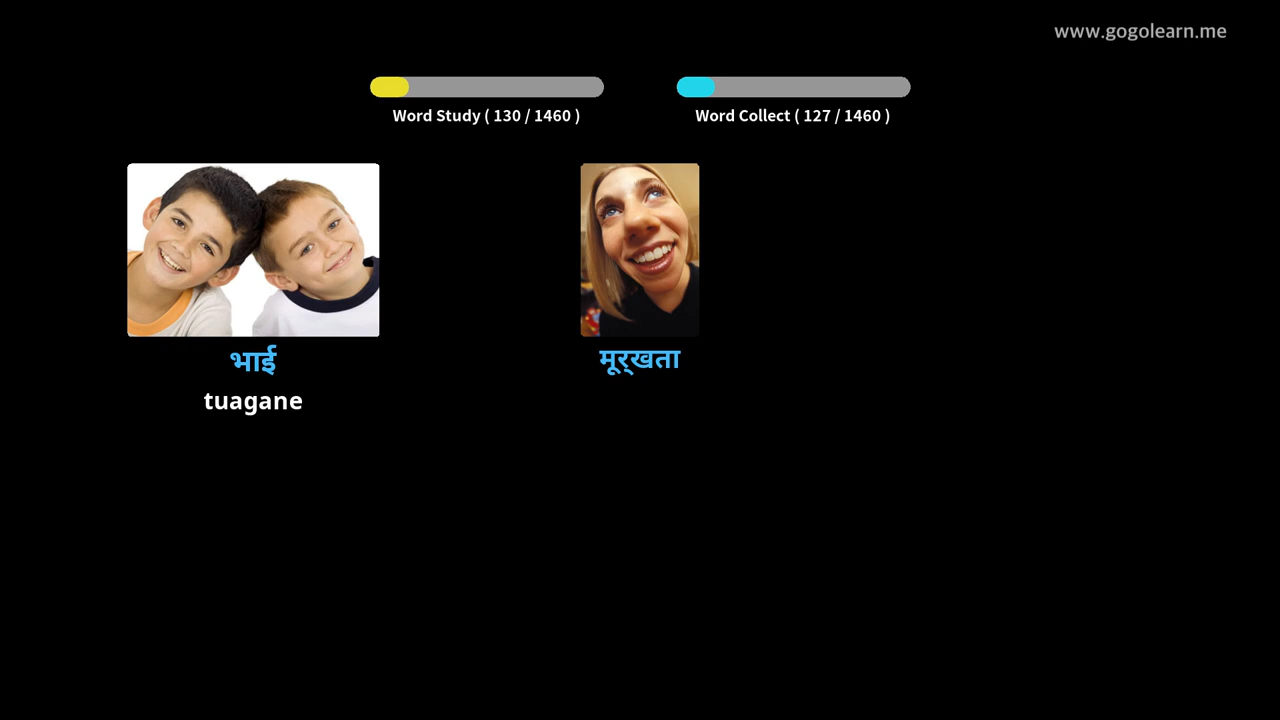 www.gogolearn.me
Word Study ( 130 / 1460 )
Word Collect ( 127 / 1460 )
भाई
tuagane
मूर्खता